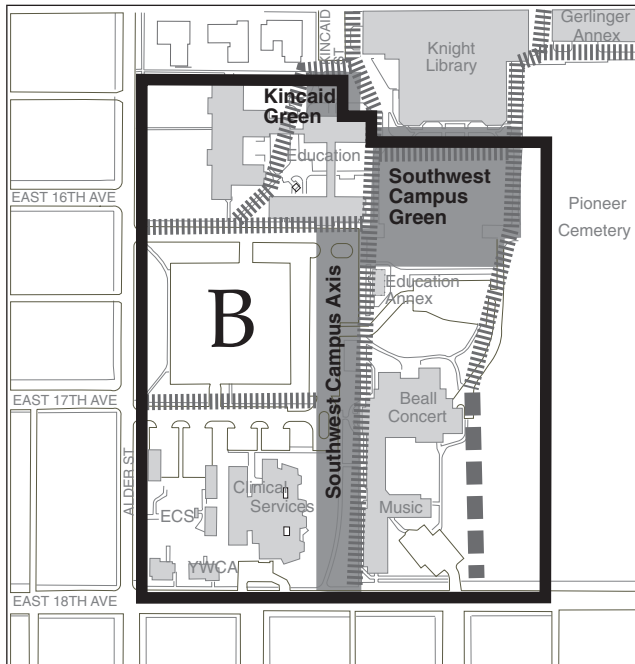 Gerlinger
Annex
KINCAID
ST
Knight
Library
Kincaid
Green
Education
Southwest
Campus
Green
EAST 16TH AVE
Pioneer
Cemetery
Education
Annex
B
Southwest Campus Axis
EAST 17TH AVE
Beall
Concert
ALDER ST
Clinical
Services
ECS
Music
YWCA
EAST 18TH AVE